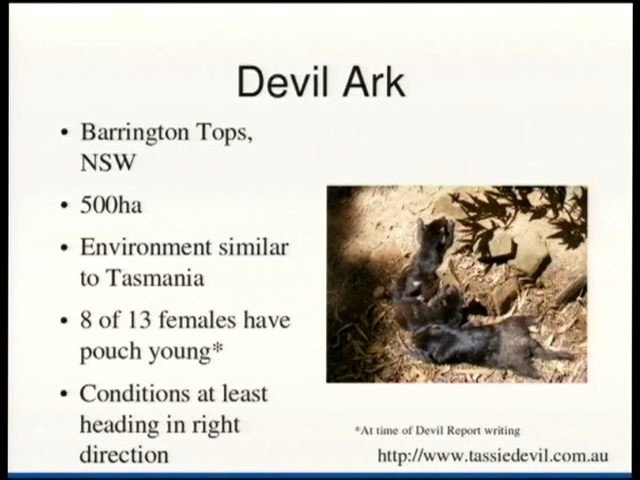 Devil Ark
• Barrington Tops,
NSW
• 500ha
• Environment similar
to Tasmania
• 8 of 13 females have
pouch young*
• Conditions at least
heading in right
direction
*At time of Devil Report writing
http://www.tassiedevil.com.au